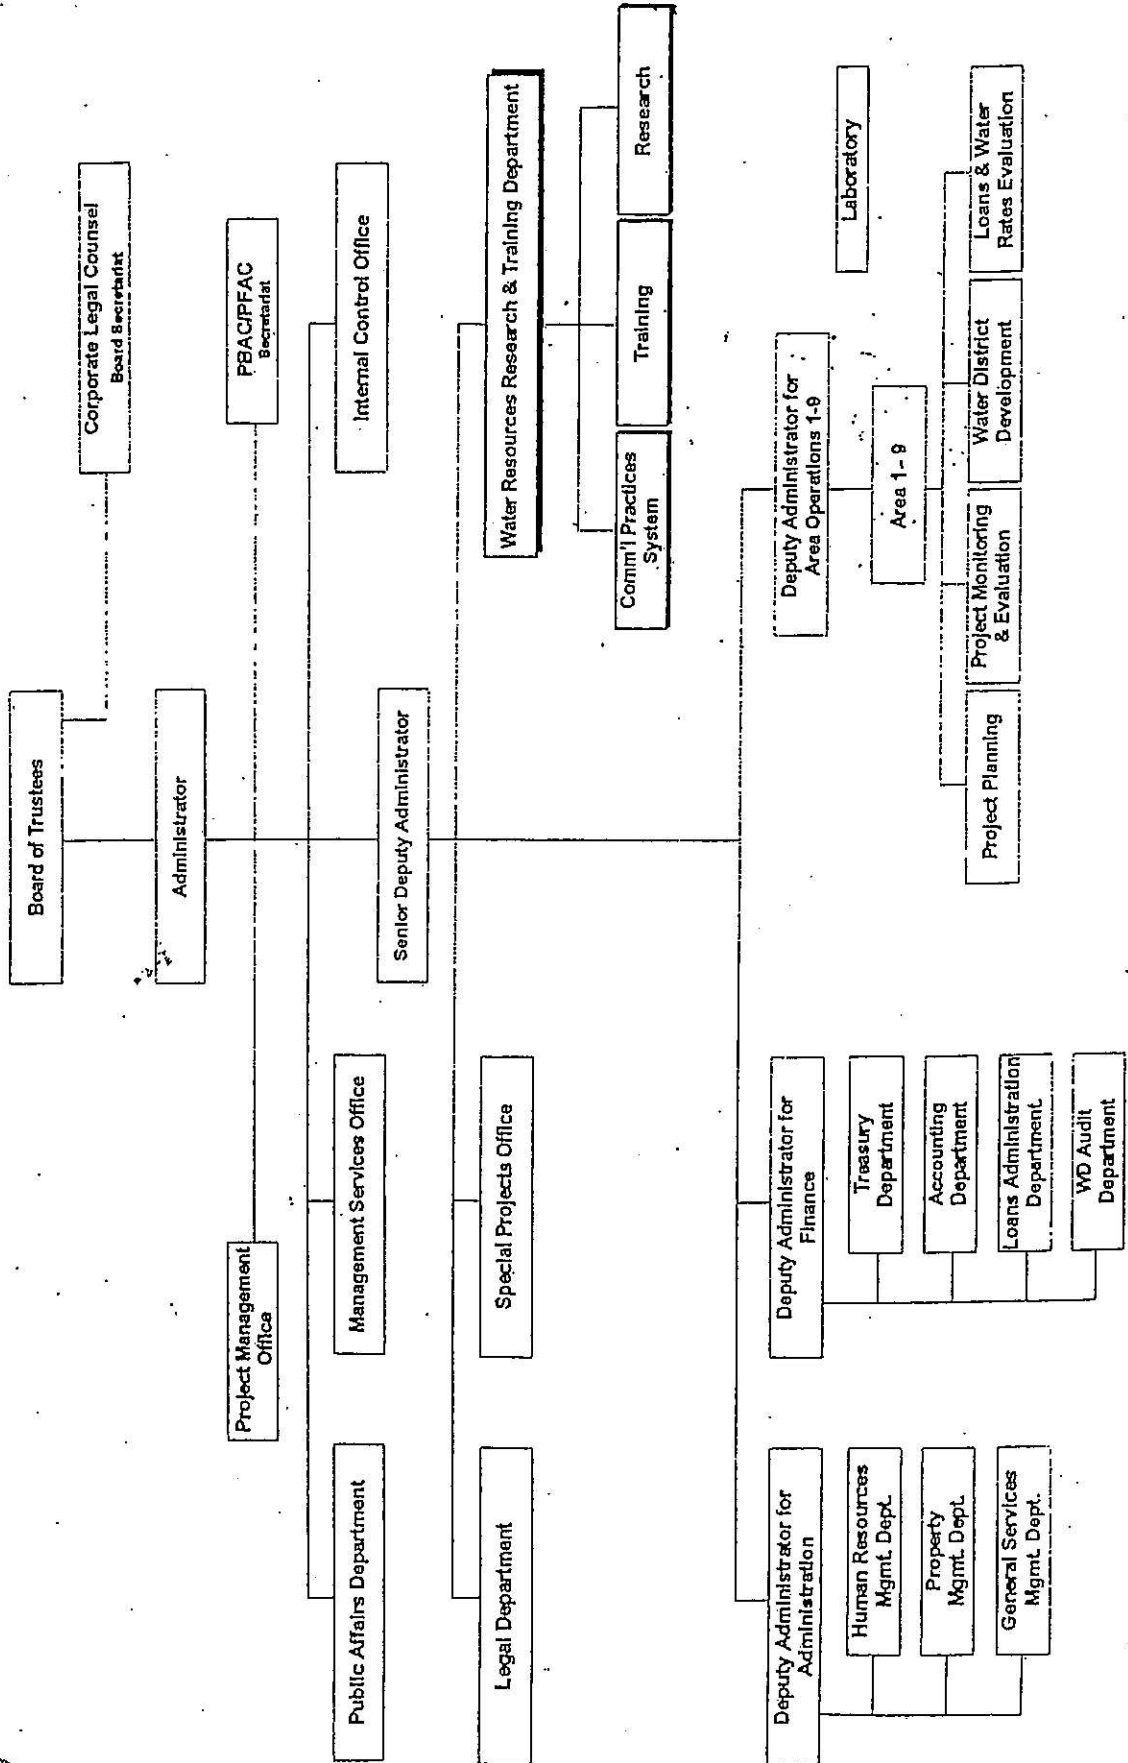 Board of Trustees
Corporate Legal Counsel
Board Secretariat
Administrator
Project Management
Office
PBAC/PFAC
Secretariat
Public Affairs Department
Management Services Office
Internal Control Office
Senior Deputy Administrator
Legal Department
Special Projects Office
Water Resources Research & Training Department
Comm'l Practices
System
Training
Research
Deputy Administrator for
Administration
Human Resources
Mgmt. Dept.
Property
Mgmt. Dept.
General Services
Mgmt. Dept.
Deputy Administrator for
Finance
Treasury
Department
Accounting
Department
Loans Administration
Department
WD Audit
Department
Deputy Administrator for
Area Operations 1-9
Laboratory
Area 1 - 9
Project Planning
Project Monitoring
& Evaluation
Water District
Development
Loans & Water
Rates Evaluation